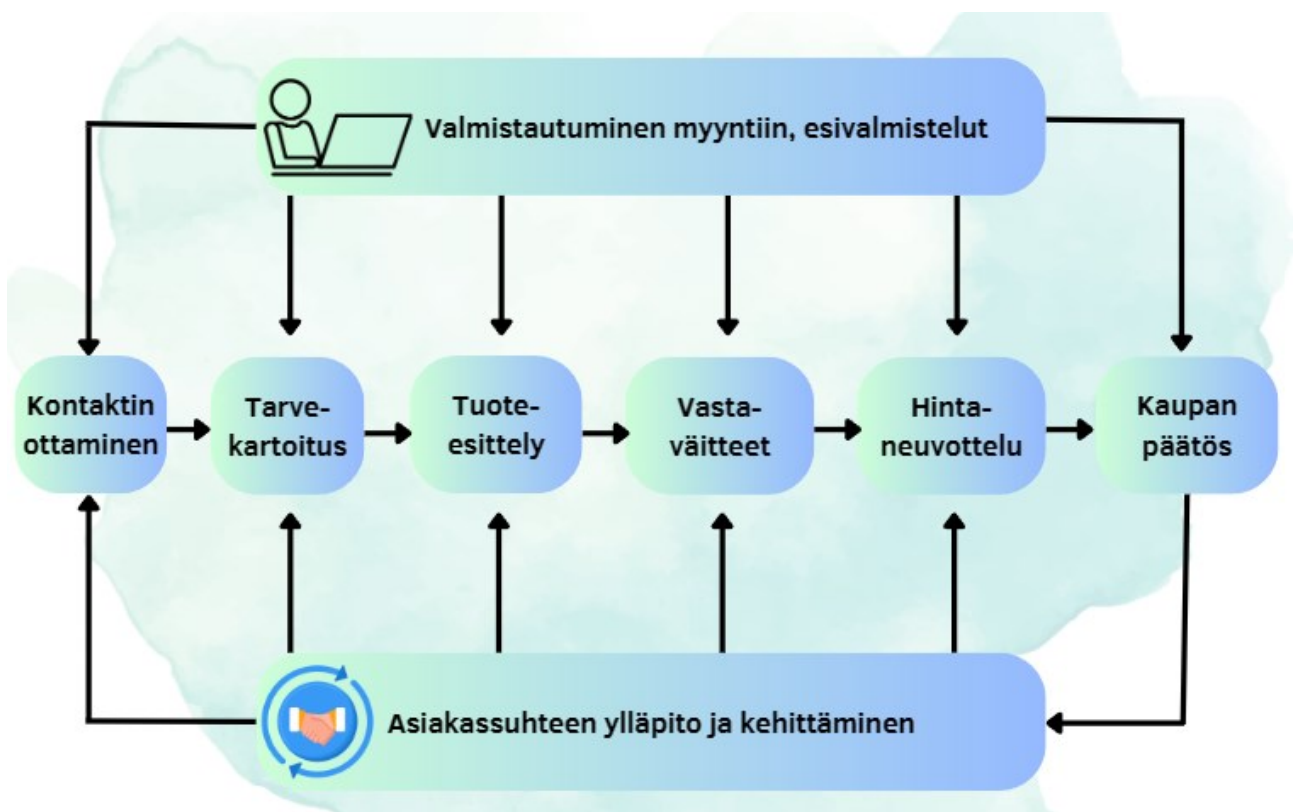 Valmistautuminen myyntiin, esivalmistelut
Kontaktin
ottaminen
Tarve-
kartoitus
Tuote-
esittely
Vasta-
väitteet
Hinta-
neuvottelu
Kaupan
päätös
Asiakassuhteen ylläpito ja kehittäminen